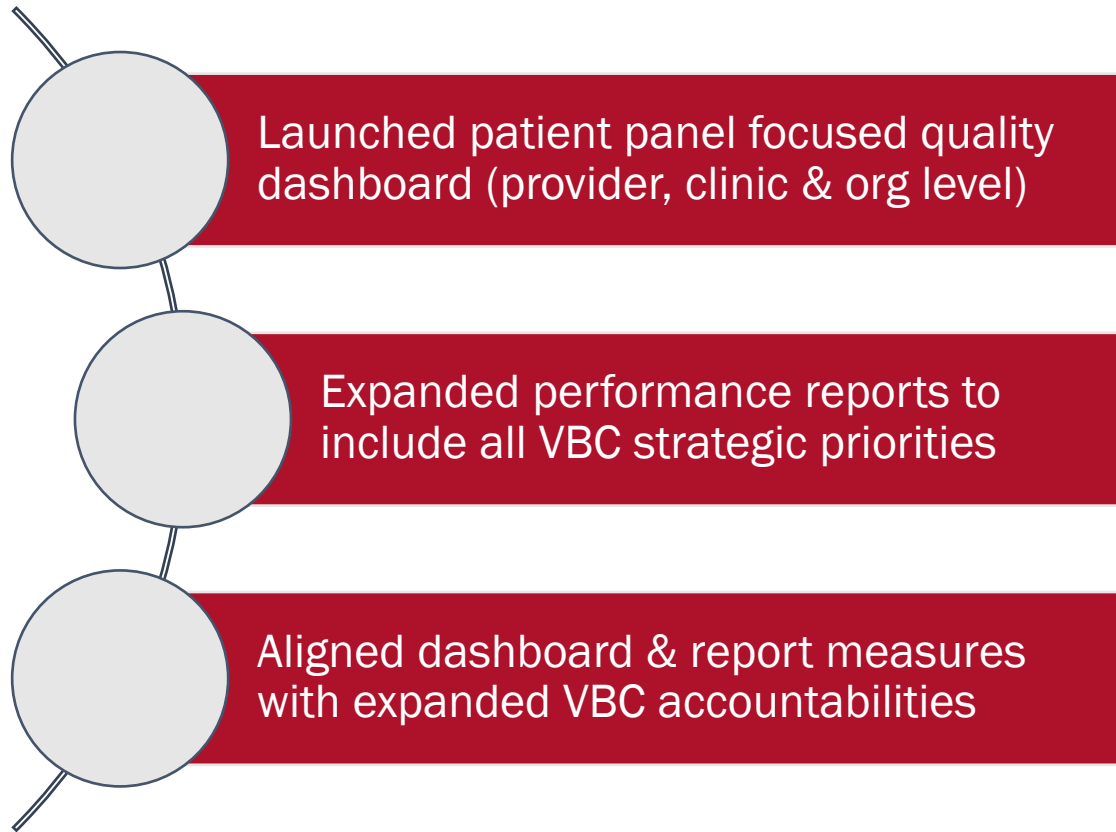 Launched patient panel focused quality
dashboard (provider, clinic & org level)
Expanded performance reports to
include all VBC strategic priorities
Aligned dashboard & report measures
with expanded VBC accountabilities